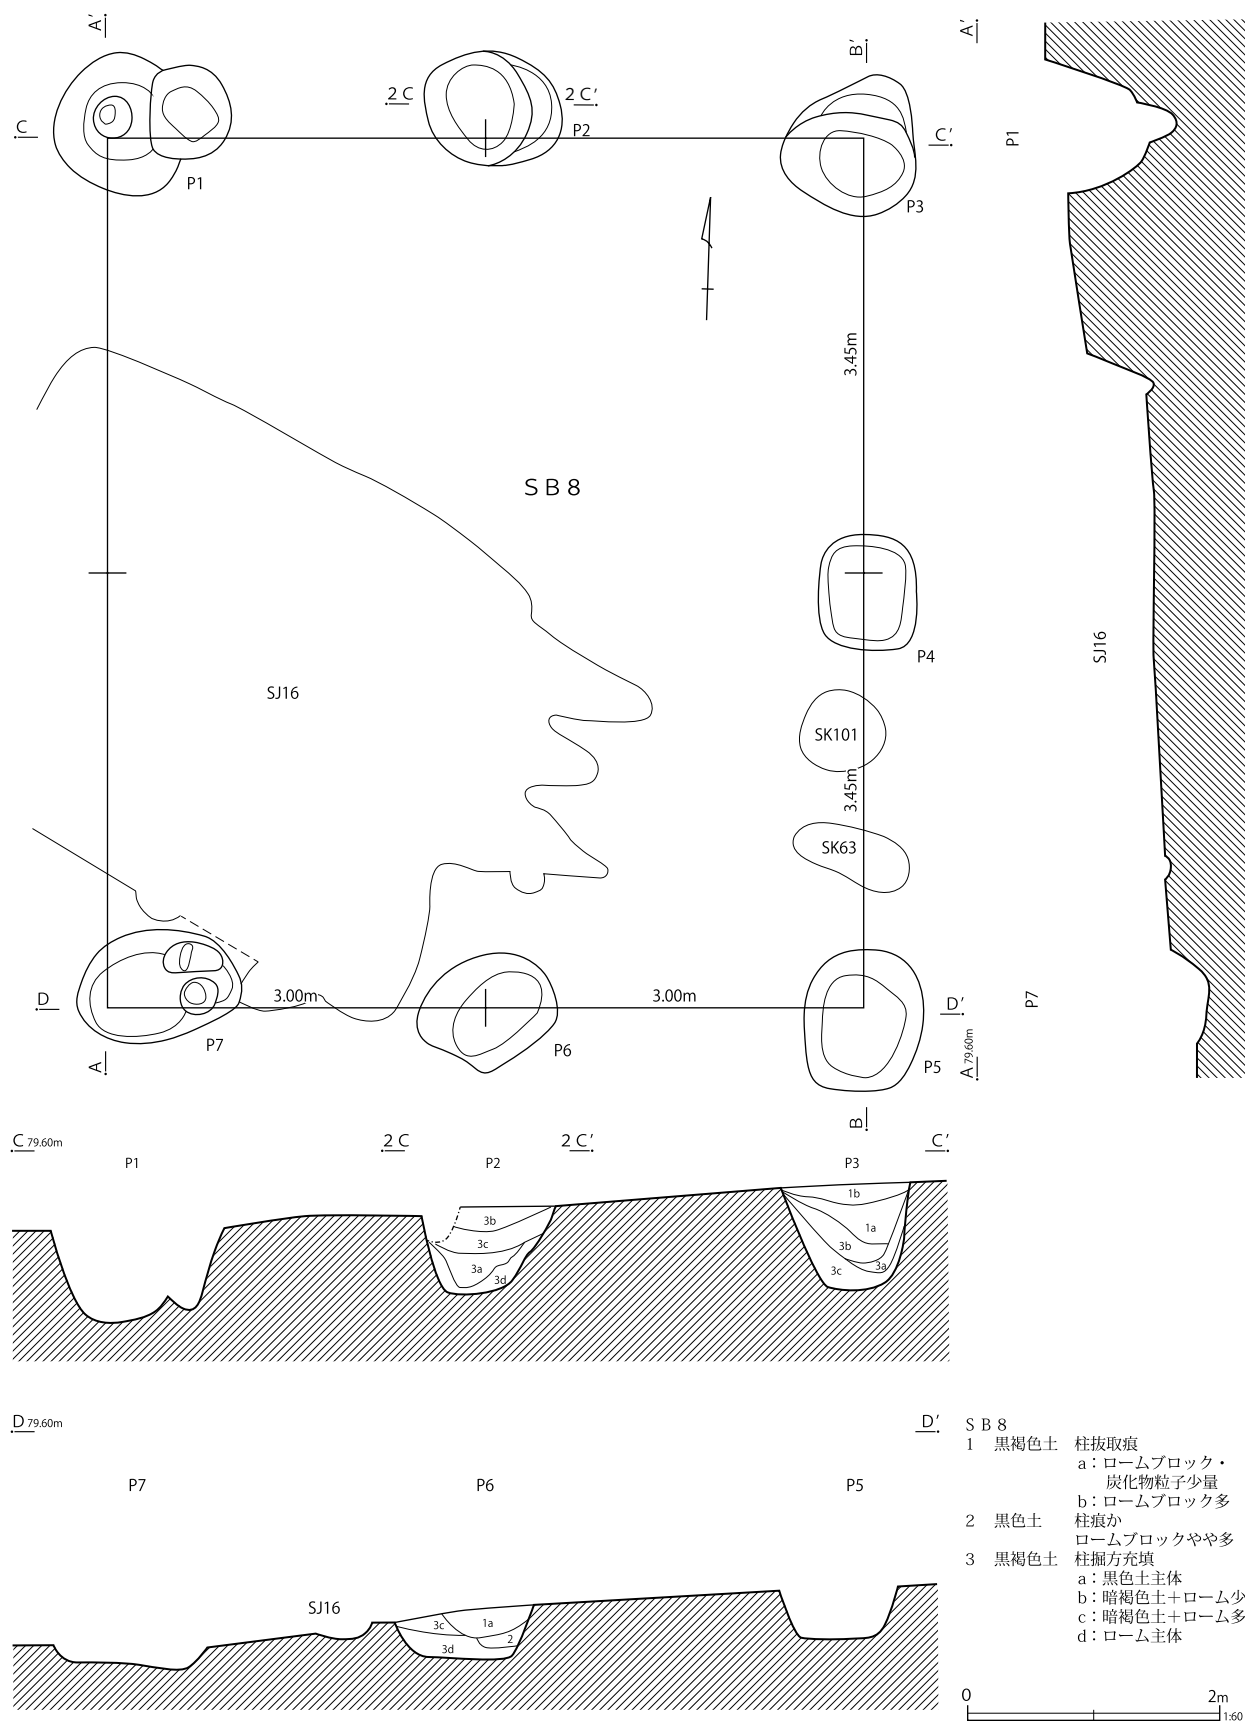 A′
B′
A′
2 C
2 C′
C
C′
P1
P2
P3
P1
3.45m
SB8
SJ16
P4
SJ16
SK101
3.45m
SK63
D
3.00m
3.00m
D′
P7
P7
P6
P5
A
A 79.60m
B
C 79.60m
2 C
2 C′
C′
P1
P2
P3
1b
3b
1a
3c
3b
3a
3d
3c
3a
D 79.60m
D′
P7
P6
P5
SJ16
3c
1a
2
3d
SB8
1 黒褐色土 柱抜取痕
a：ロームブロック・
炭化物粒子少量
b：ロームブロック多
2 黒色土 柱痕か
ロームブロックやや多
3 黒褐色土 柱掘方充填
a：黒色土主体
b：暗褐色土＋ローム少
c：暗褐色土＋ローム多
d：ローム主体
0
2m
1:60